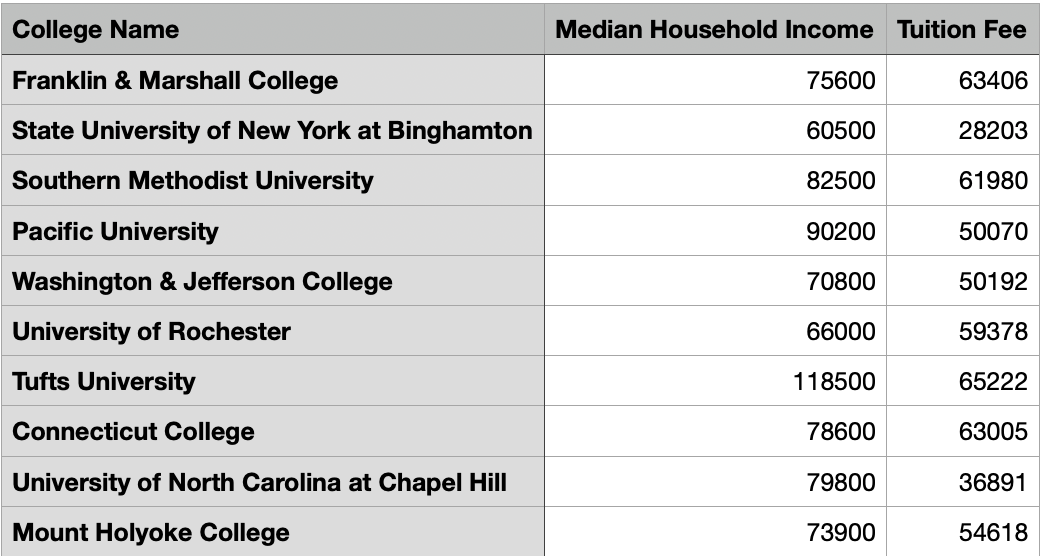 College Name Median Household Income Tuition Fee
Franklin & Marshall College 75600 63406
State University of New York at Binghamton 60500 28203
Southern Methodist University 82500 61980
Pacific University 90200 50070
Washington & Jefferson College 70800 50192
University of Rochester 66000 59378
Tufts University 118500 65222
Connecticut College 78600 63005
University of North Carolina at Chapel Hill 79800 36891
Mount Holyoke College 73900 54618